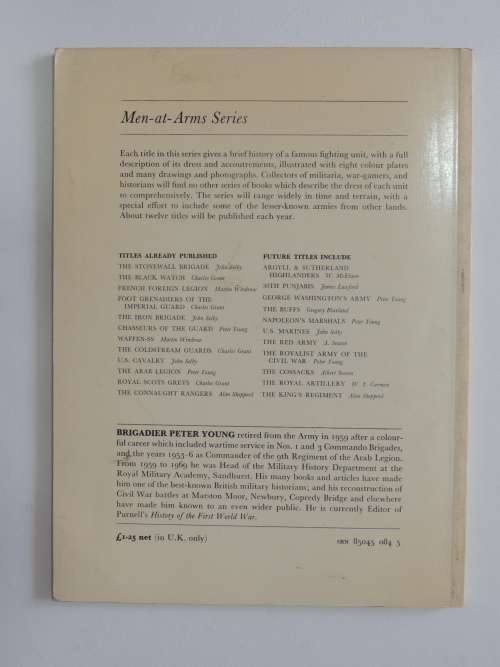 Men-at-Arms Series
Each title in this series gives a brief history of a famous fighting unit, with a full
description of its dress and accoutrements, illustrated with eight colour plates
and many drawings and photographs. Collectors of militaria, war-gamers, and
historians will find no other series of books which describe the dress of each unit
so comprehensively. The series will range widely in time and terrain, with a
special effort to include some of the lesser-known armies from other lands.
About twelve titles will be published each year.
TITLES ALREADY PUBLISHED
THE STONEWALL BRIGADE John Selby
THE BLACK WATCH Charles Grant
FRENCH FOREIGN LEGION Martin Windrow
FOOT GRENADIERS OF THE
IMPERIAL GUARD Charles Grant
THE IRON BRIGADE John Selby
CHASSEURS OF THE GUARD Peter Young
WAFFEN-SS Martin Windrow
THE COLDSTREAM GUARDS Charles Grant
U.S. CAVALRY John Selby
THE ARAB LEGION Peter Young
ROYAL SCOTS GREYS Charles Grant
THE CONNAUGHT RANGERS Alan Shepperd
FUTURE TITLES INCLUDE
ARGYLL & SUTHERLAND
HIGHLANDERS W. McElwee
30TH PUNJABIS James Lunford
GEORGE WASHINGTON'S ARMY Peter Young
THE BUFFS Gregory Blaxland
NAPOLEON'S MARSHALS Peter Young
U.S. MARINES John Selby
THE RED ARMY A. Seaton
THE ROYALIST ARMY OF THE
CIVIL WAR Peter Young
THE COSSACKS Albert Seaton
THE ROYAL ARTILLERY W. Y. Carman
THE KING'S REGIMENT Alan Shepperd
BRIGADIER PETER YOUNG retired from the Army in 1959 after a colour-
ful career which included wartime service in Nos. 1 and 3 Commando Brigades,
and the years 1953-6 as Commander of the 9th Regiment of the Arab Legion.
From 1959 to 1969 he was Head of the Military History Department at the
Royal Military Academy, Sandhurst. His many books and articles have made
him one of the best-known British military historians; and his reconstruction of
Civil War battles at Marston Moor, Newbury, Copredy Bridge and elsewhere
have made him known to an even wider public. He is currently Editor of
Purnell's History of the First World War.
£1·25 net (in U.K. only)
ISBN 85045 084 5